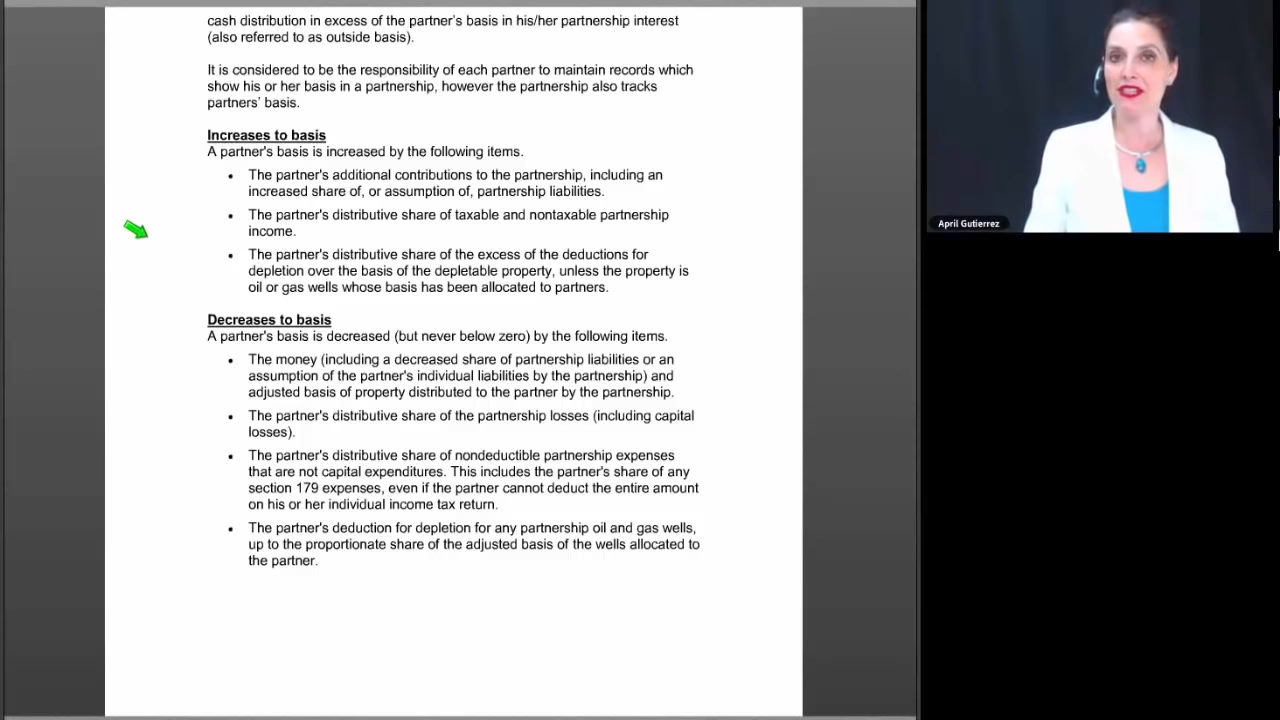 cash distribution in excess of the partner's basis in his/her partnership interest
(also referred to as outside basis).
It is considered to be the responsibility of each partner to maintain records which
show his or her basis in a partnership, however the partnership also tracks
partners' basis.
Increases to basis
A partner's basis is increased by the following items.
• The partner's additional contributions to the partnership, including an
increased share of, or assumption of, partnership liabilities.
• The partner's distributive share of taxable and nontaxable partnership
income.
• The partner's distributive share of the excess of the deductions for
depletion over the basis of the depletable property, unless the property is
oil or gas wells whose basis has been allocated to partners.
Decreases to basis
A partner's basis is decreased (but never below zero) by the following items.
• The money (including a decreased share of partnership liabilities or an
assumption of the partner's individual liabilities by the partnership) and
adjusted basis of property distributed to the partner by the partnership.
• The partner's distributive share of the partnership losses (including capital
losses).
• The partner's distributive share of nondeductible partnership expenses
that are not capital expenditures. This includes the partner's share of any
section 179 expenses, even if the partner cannot deduct the entire amount
on his or her individual income tax return.
• The partner's deduction for depletion for any partnership oil and gas wells,
up to the proportionate share of the adjusted basis of the wells allocated to
the partner.
April Gutierrez